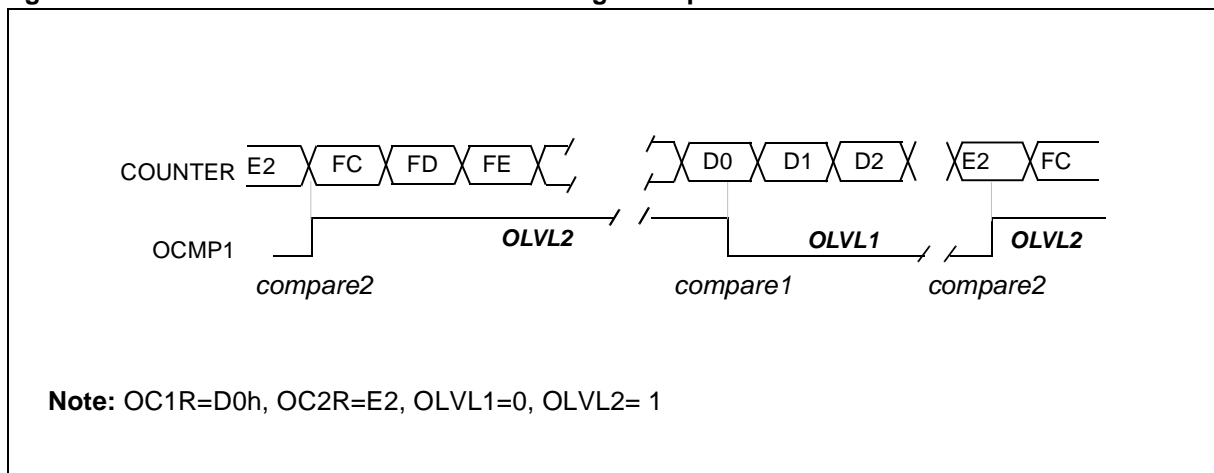 COUNTER E2 FC FD FE D0 D1 D2 E2 FC
OCMP1 OLVL2 OLVL1 OLVL2
compare2 compare1 compare2
Note: OC1R=D0h, OC2R=E2, OLVL1=0, OLVL2= 1